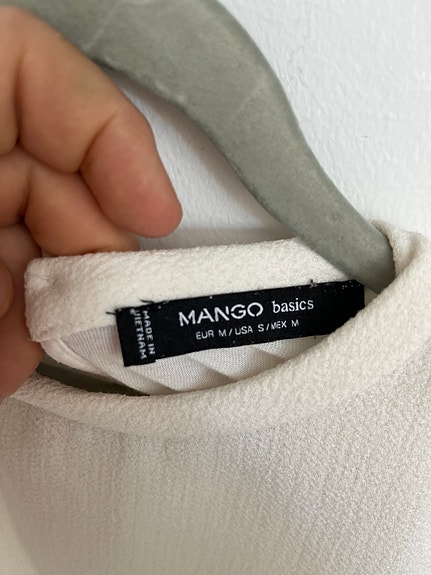 MANGO basics
EUR M / USA S / MEX M
MADE IN
VIETNAM